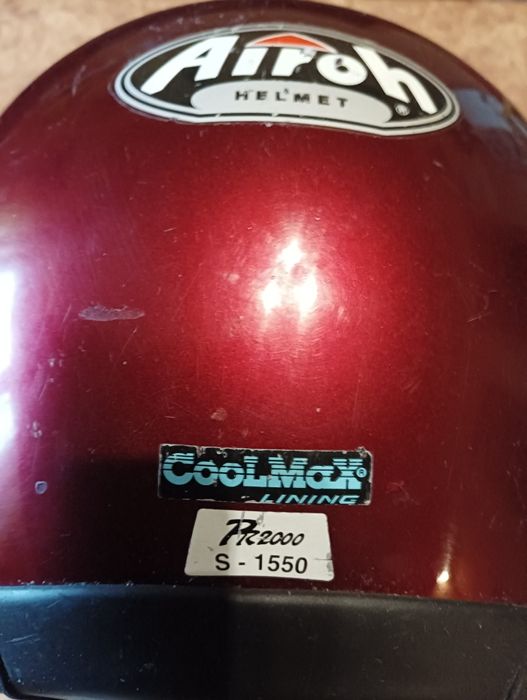 Airoh
HELMET
®
CooLMaX®
LINING
PR2000
S - 1550